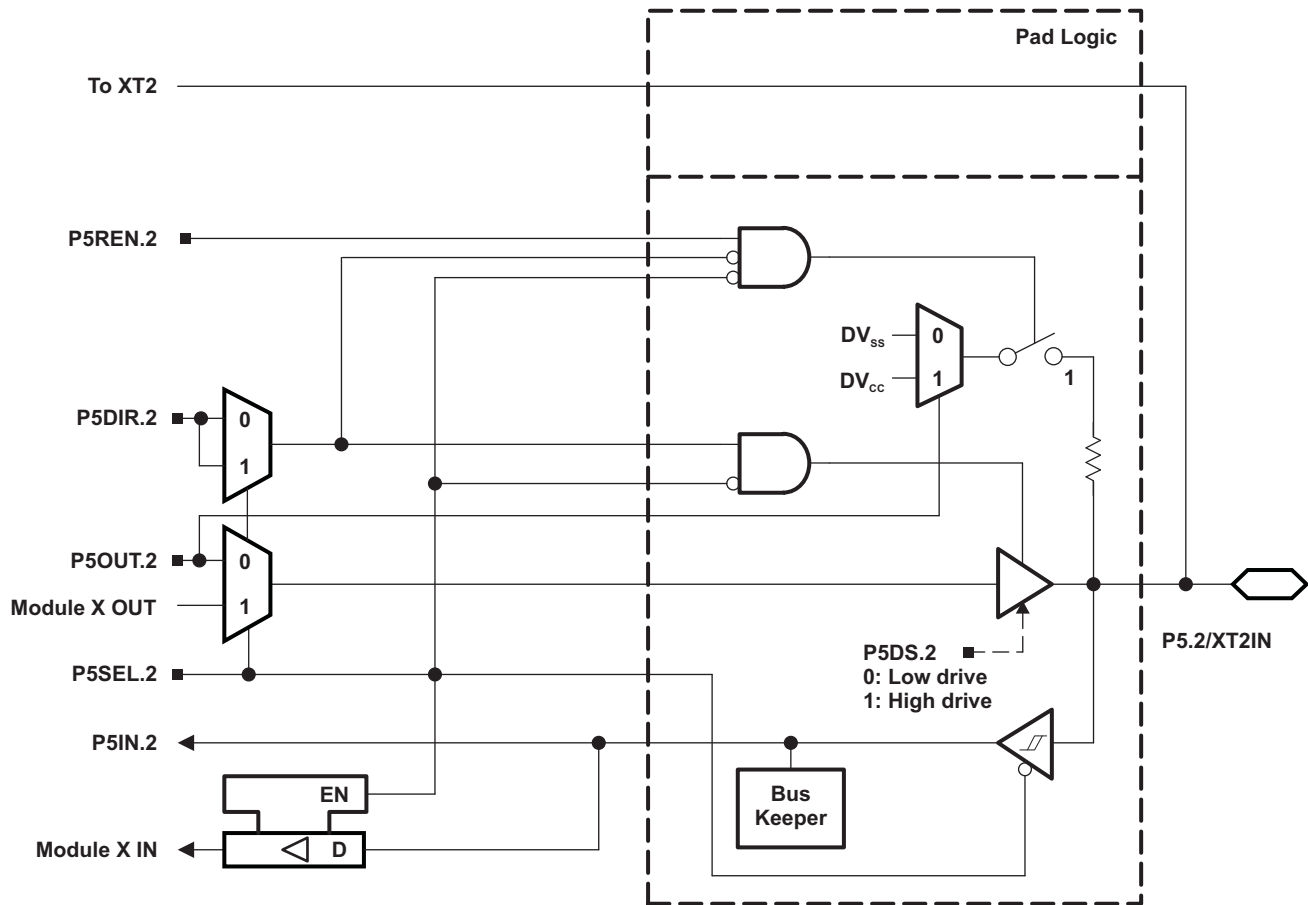 Pad Logic
To XT2
P5REN.2
DVSS
0
DVCC
1
1
P5DIR.2
0
1
P5OUT.2
0
Module X OUT
1
P5DS.2
0: Low drive
1: High drive
P5.2/XT2IN
P5SEL.2
P5IN.2
EN
Bus
Keeper
Module X IN
D